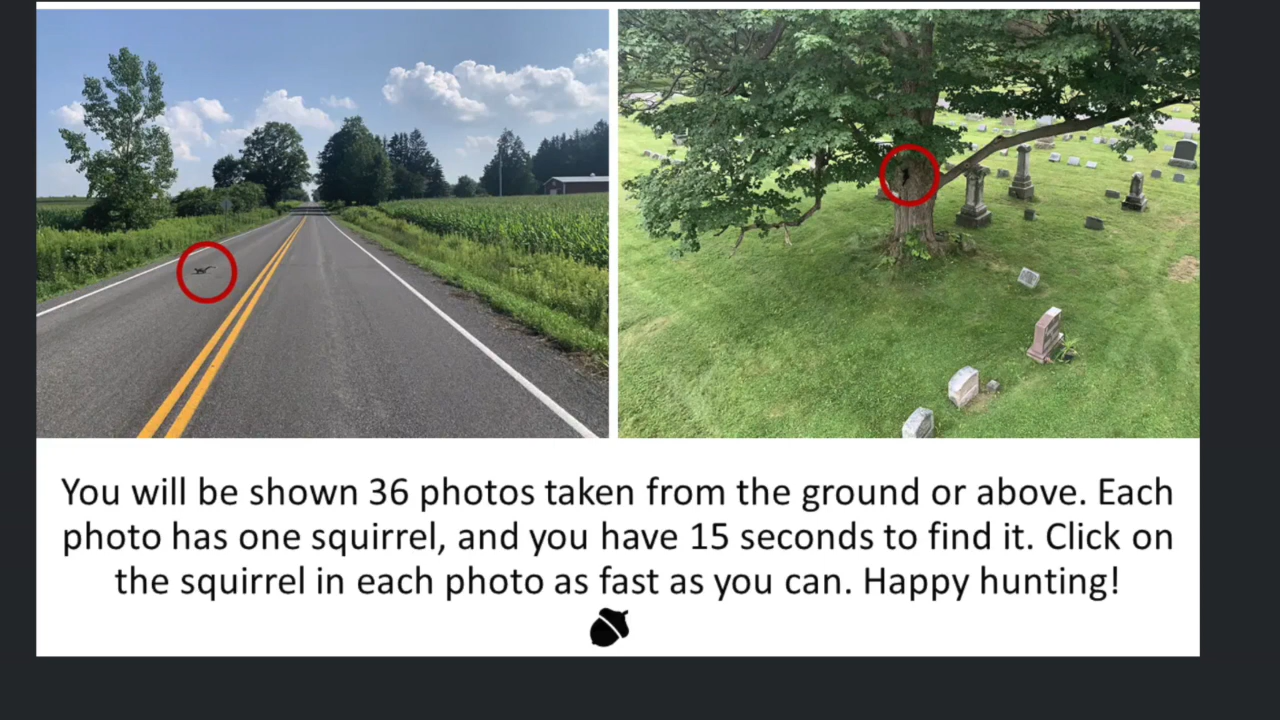 You will be shown 36 photos taken from the ground or above. Each
photo has one squirrel, and you have 15 seconds to find it. Click on
the squirrel in each photo as fast as you can. Happy hunting!